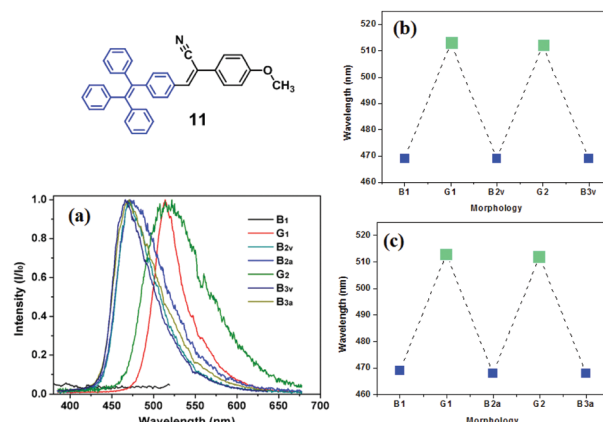 N
O
CH3
11
(a)
Intensity (I/I0)
1.0
0.8
0.6
0.4
0.2
0.0
B1
G1
B2v
B2a
G2
B3v
B3a
400 450 500 550 600 650 700
Wavelength (nm)
(b)
Wavelength (nm)
520
510
500
490
480
470
460
B1 G1 B2v G2 B3v
Morphology
(c)
Wavelength (nm)
520
510
500
490
480
470
460
B1 G1 B2a G2 B3a
Morphology